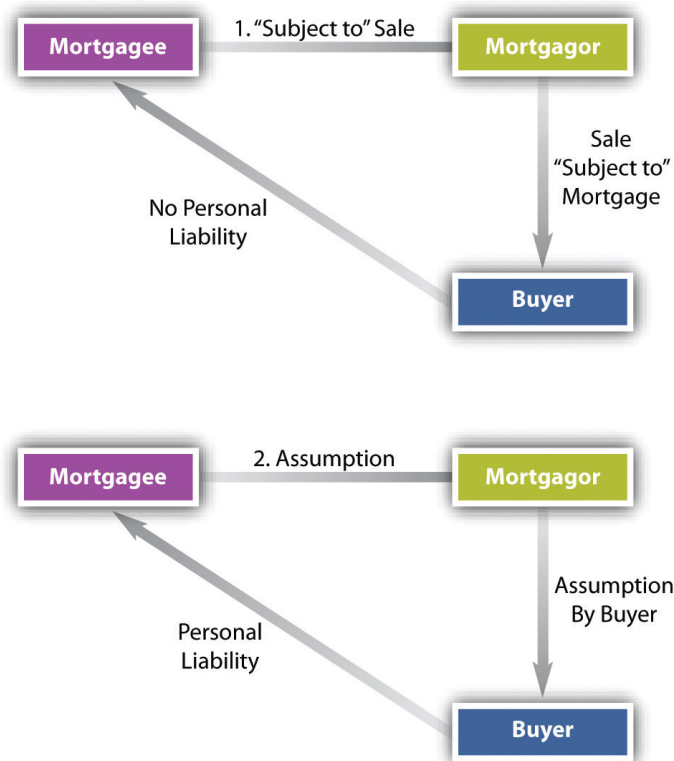 Mortgagee
1. “Subject to” Sale
Mortgagor
Sale
“Subject to”
Mortgage
No Personal
Liability
Buyer
Mortgagee
2. Assumption
Mortgagor
Assumption
By Buyer
Personal
Liability
Buyer